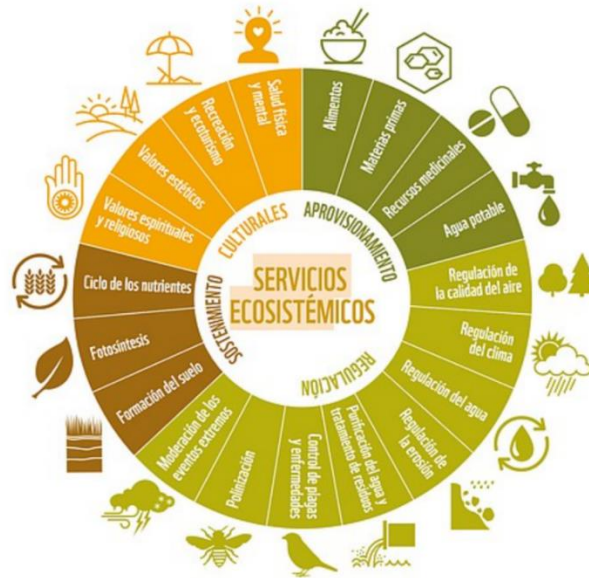 SERVICIOS
ECOSISTÉMICOS
APROVISIONAMIENTO
Alimentos
Materias primas
Recursos medicinales
Agua potable
REGULACIÓN
Regulación de
la calidad del aire
Regulación
del clima
Regulación del agua
Regulación de
la erosión
Purificación del agua y
tratamiento de residuos
Control de plagas
y enfermedades
Polinización
Moderación de los
eventos extremos
SOSTENIMIENTO
Formación del suelo
Fotosíntesis
Ciclo de los nutrientes
CULTURALES
Valores espirituales
y religiosos
Valores estéticos
Recreación
y ecoturismo
Salud física
y mental